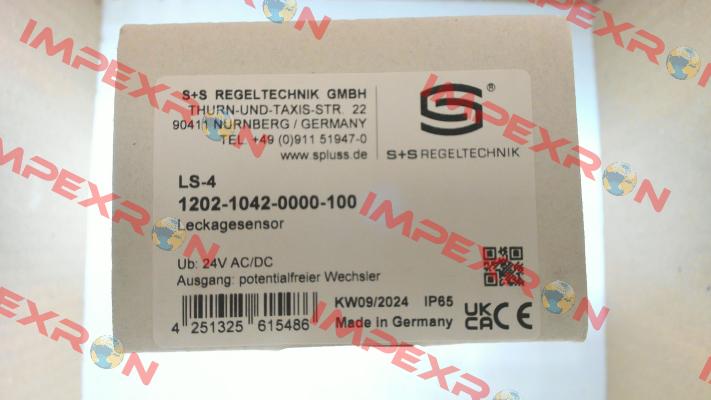 S+S REGELTECHNIK GMBH
THURN-UND-TAXIS-STR. 22
90411 NÜRNBERG / GERMANY
TEL. +49 (0)911 51947-0
www.spluss.de
S ®
S+S REGELTECHNIK
LS-4
1202-1042-0000-100
Leckagesensor
Ub: 24V AC/DC
Ausgang: potentialfreier Wechsler
4 251325 615486
KW09/2024 IP65
Made in Germany
UK
CA
CE
IMPEXRON
IMPEXRON
IMPEXRON
IMPEXRON
IMPEXRON
IMPEXRON